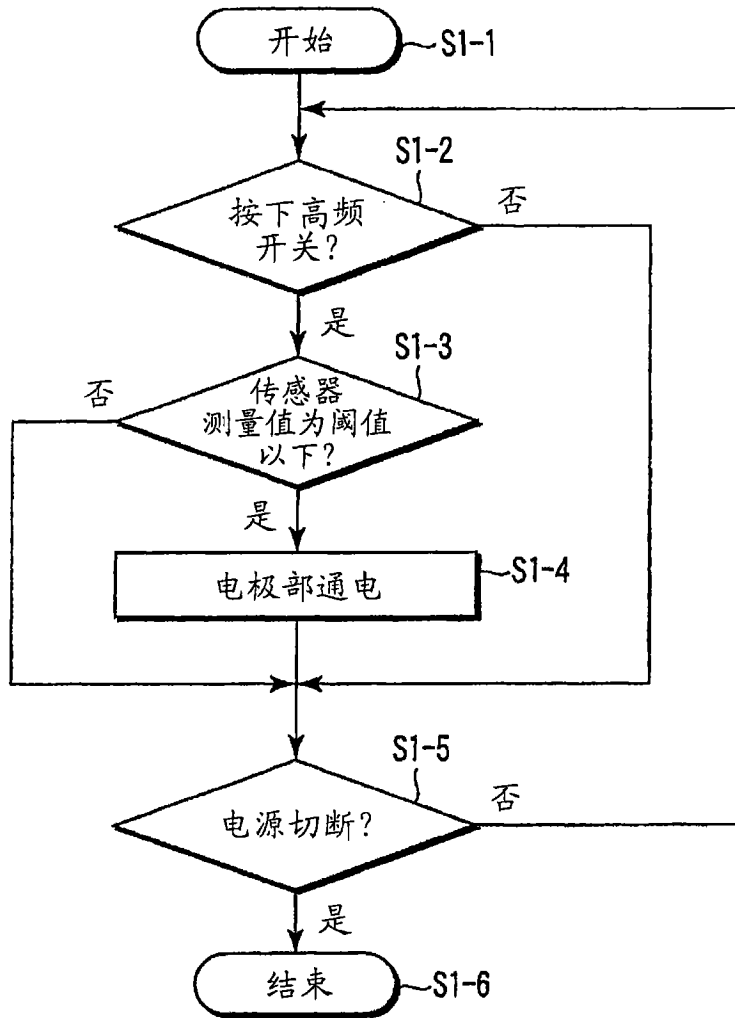 开始
S1-1
S1-2
按下高频
开关?
否
是
S1-3
传感器
测量值为阈值
以下?
否
是
电极部通电
S1-4
S1-5
电源切断?
否
是
结束
S1-6